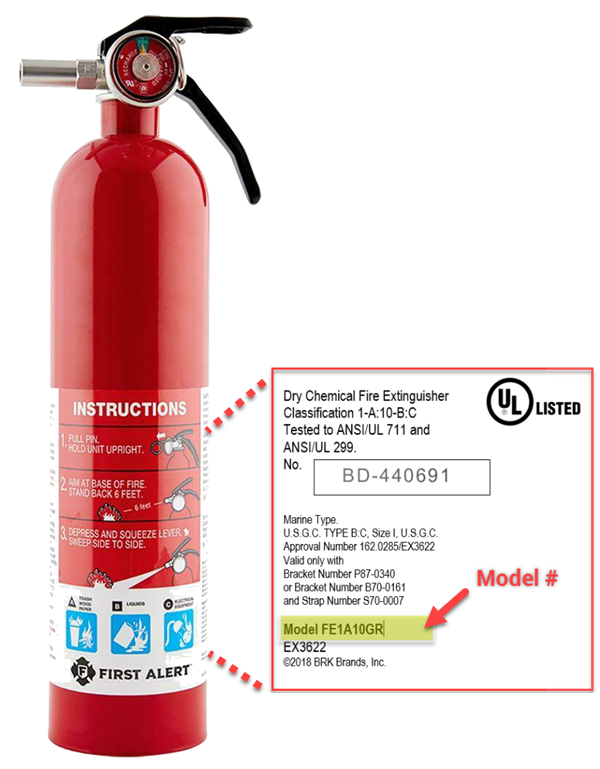 RECHARGE
F
INSTRUCTIONS
1. PULL PIN.
HOLD UNIT UPRIGHT.
2. AIM AT BASE OF FIRE.
STAND BACK 6 FEET.
6 feet
3. DEPRESS AND SQUEEZE LEVER.
SWEEP SIDE TO SIDE.
A TRASH
WOOD
PAPER
B LIQUIDS
C ELECTRICAL
EQUIPMENT
F FIRST ALERT
Dry Chemical Fire Extinguisher
Classification 1-A:10-B:C
Tested to ANSI/UL 711 and
ANSI/UL 299.
No. BD-440691
UL ® LISTED
Marine Type.
U.S.G.C. TYPE B:C, Size I, U.S.G.C.
Approval Number 162.0285/EX3622
Valid only with
Bracket Number P87-0340
or Bracket Number B70-0161
and Strap Number S70-0007
Model #
Model FE1A10GR
EX3622
©2018 BRK Brands, Inc.